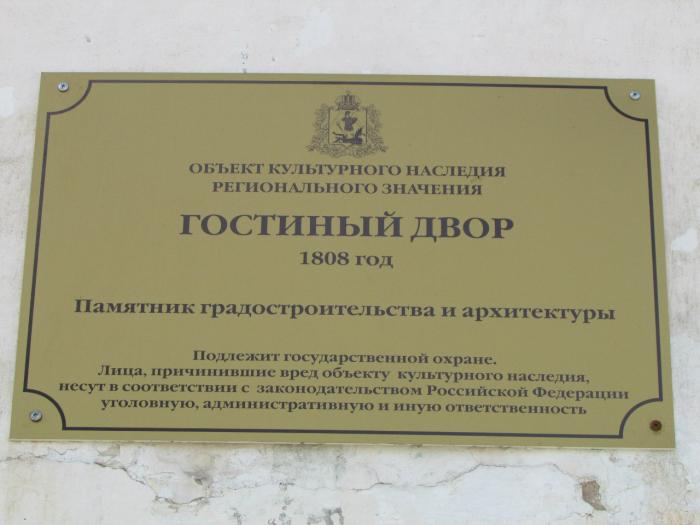 ОБЪЕКТ КУЛЬТУРНОГО НАСЛЕДИЯ
РЕГИОНАЛЬНОГО ЗНАЧЕНИЯ
ГОСТИНЫЙ ДВОР
1808 год
Памятник градостроительства и архитектуры
Подлежит государственной охране.
Лица, причинившие вред объекту культурного наследия,
несут в соответствии с законодательством Российской Федерации
уголовную, административную и иную ответственность